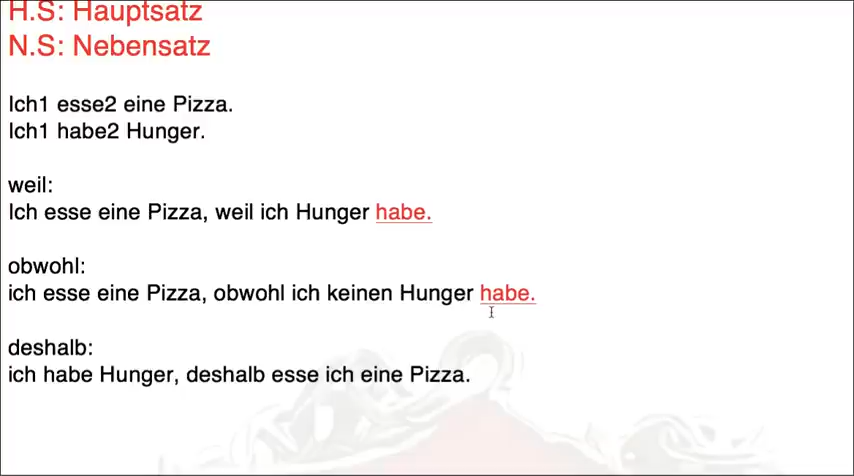 H.S: Hauptsatz
N.S: Nebensatz
Ich1 esse2 eine Pizza.
Ich1 habe2 Hunger.
weil:
Ich esse eine Pizza, weil ich Hunger habe.
obwohl:
ich esse eine Pizza, obwohl ich keinen Hunger habe.
deshalb:
ich habe Hunger, deshalb esse ich eine Pizza.